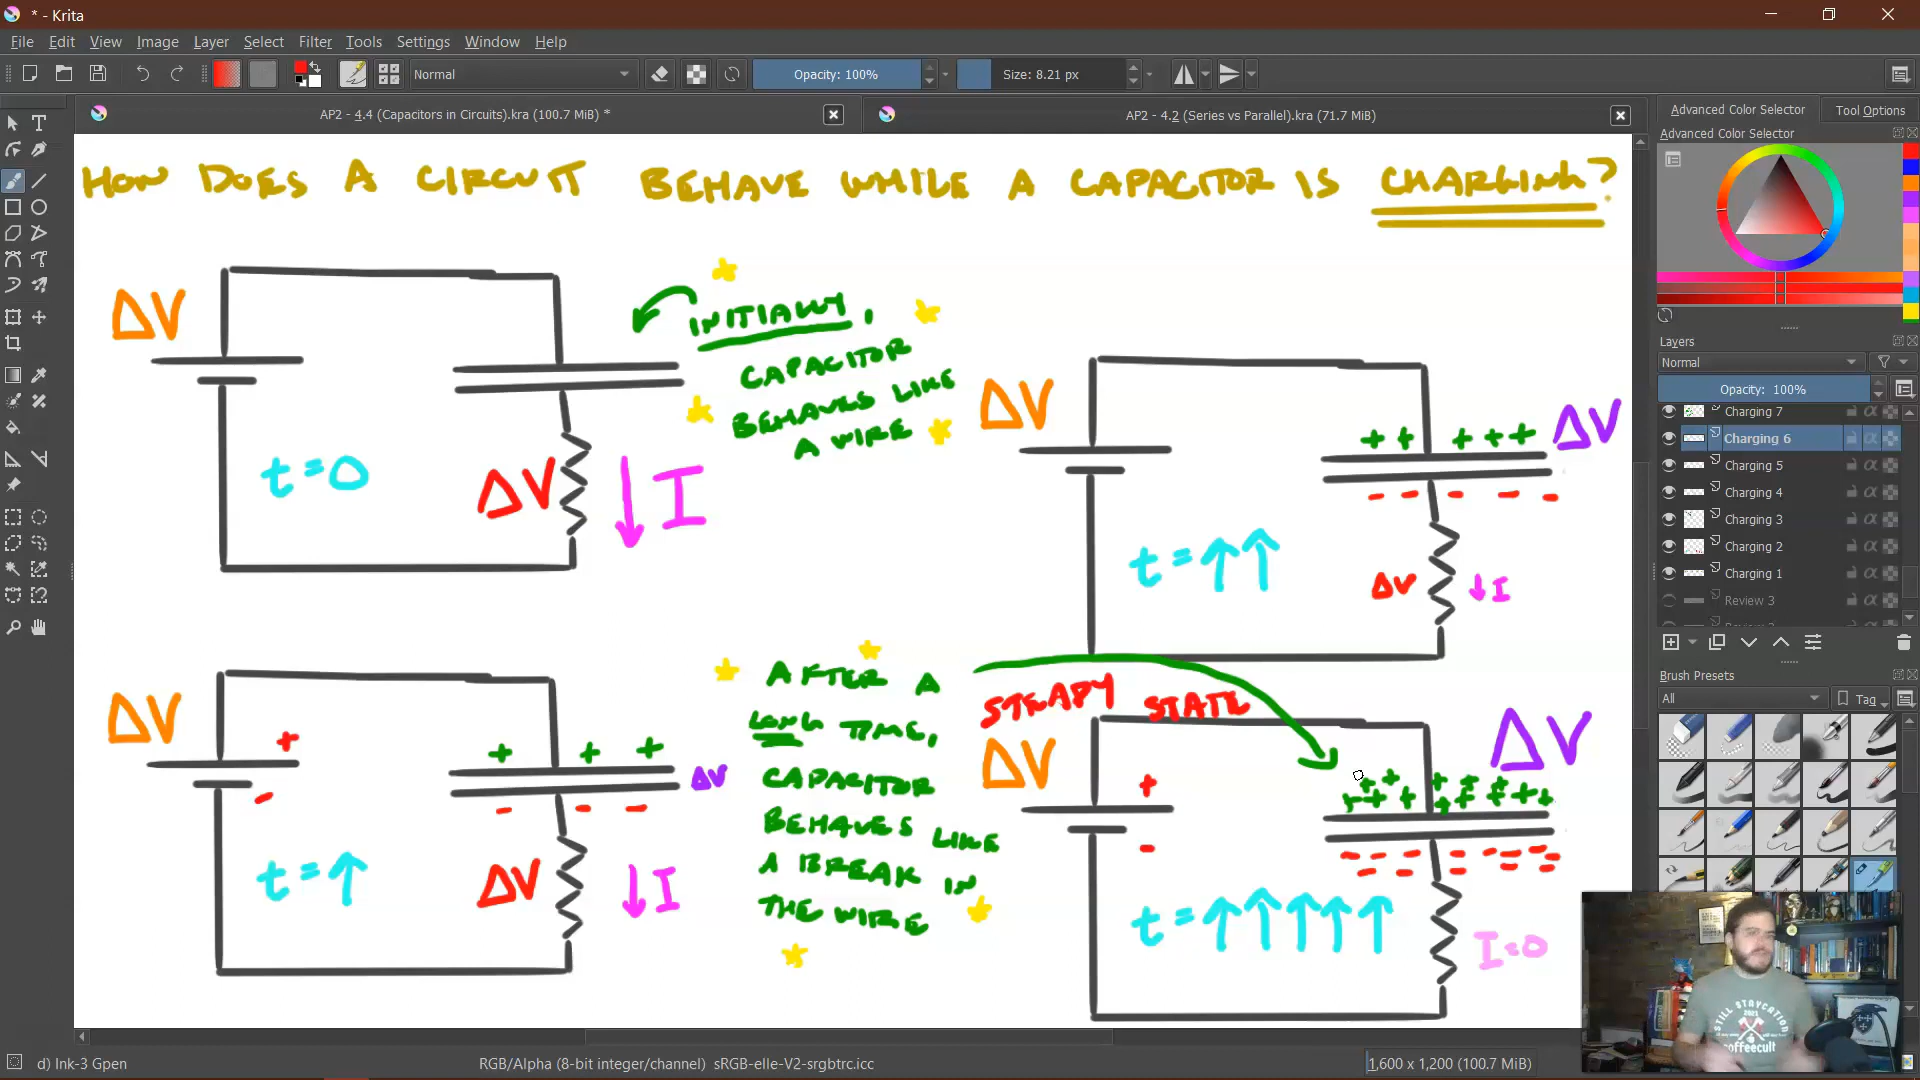 * - Krita
File Edit View Image Layer Select Filter Tools Settings Window Help
Normal
Opacity: 100%
Size: 8.21 px
AP2 - 4.4 (Capacitors in Circuits).kra (100.7 MiB) *
AP2 - 4.2 (Series vs Parallel).kra (71.7 MiB)
HOW DOES A CIRCUIT BEHAVE WHILE A CAPACITOR IS CHARGING?
ΔV
t=0
ΔV
↓I
INITIALLY,
CAPACITOR
BEHAVES LIKE
A WIRE
ΔV
+ + + + +
ΔV
- - - - -
t=↑↑
ΔV
↓I
ΔV
+
-
+ + +
ΔV
- - -
t=↑
ΔV
↓I
AFTER A
LONG TIME,
CAPACITOR
BEHAVES LIKE
A BREAK IN
THE WIRE
STEADY STATE
ΔV
+
-
ΔV
t=↑↑↑↑↑
I=0
Advanced Color Selector
Tool Options
Advanced Color Selector
Layers
Normal
Opacity: 100%
Charging 7
Charging 6
Charging 5
Charging 4
Charging 3
Charging 2
Charging 1
Review 3
Brush Presets
All
Tag
STILL STAYCATION
2021
coffeecult
d) Ink-3 Gpen
RGB/Alpha (8-bit integer/channel) sRGB-elle-V2-srgbtrc.icc
1,600 x 1,200 (100.7 MiB)